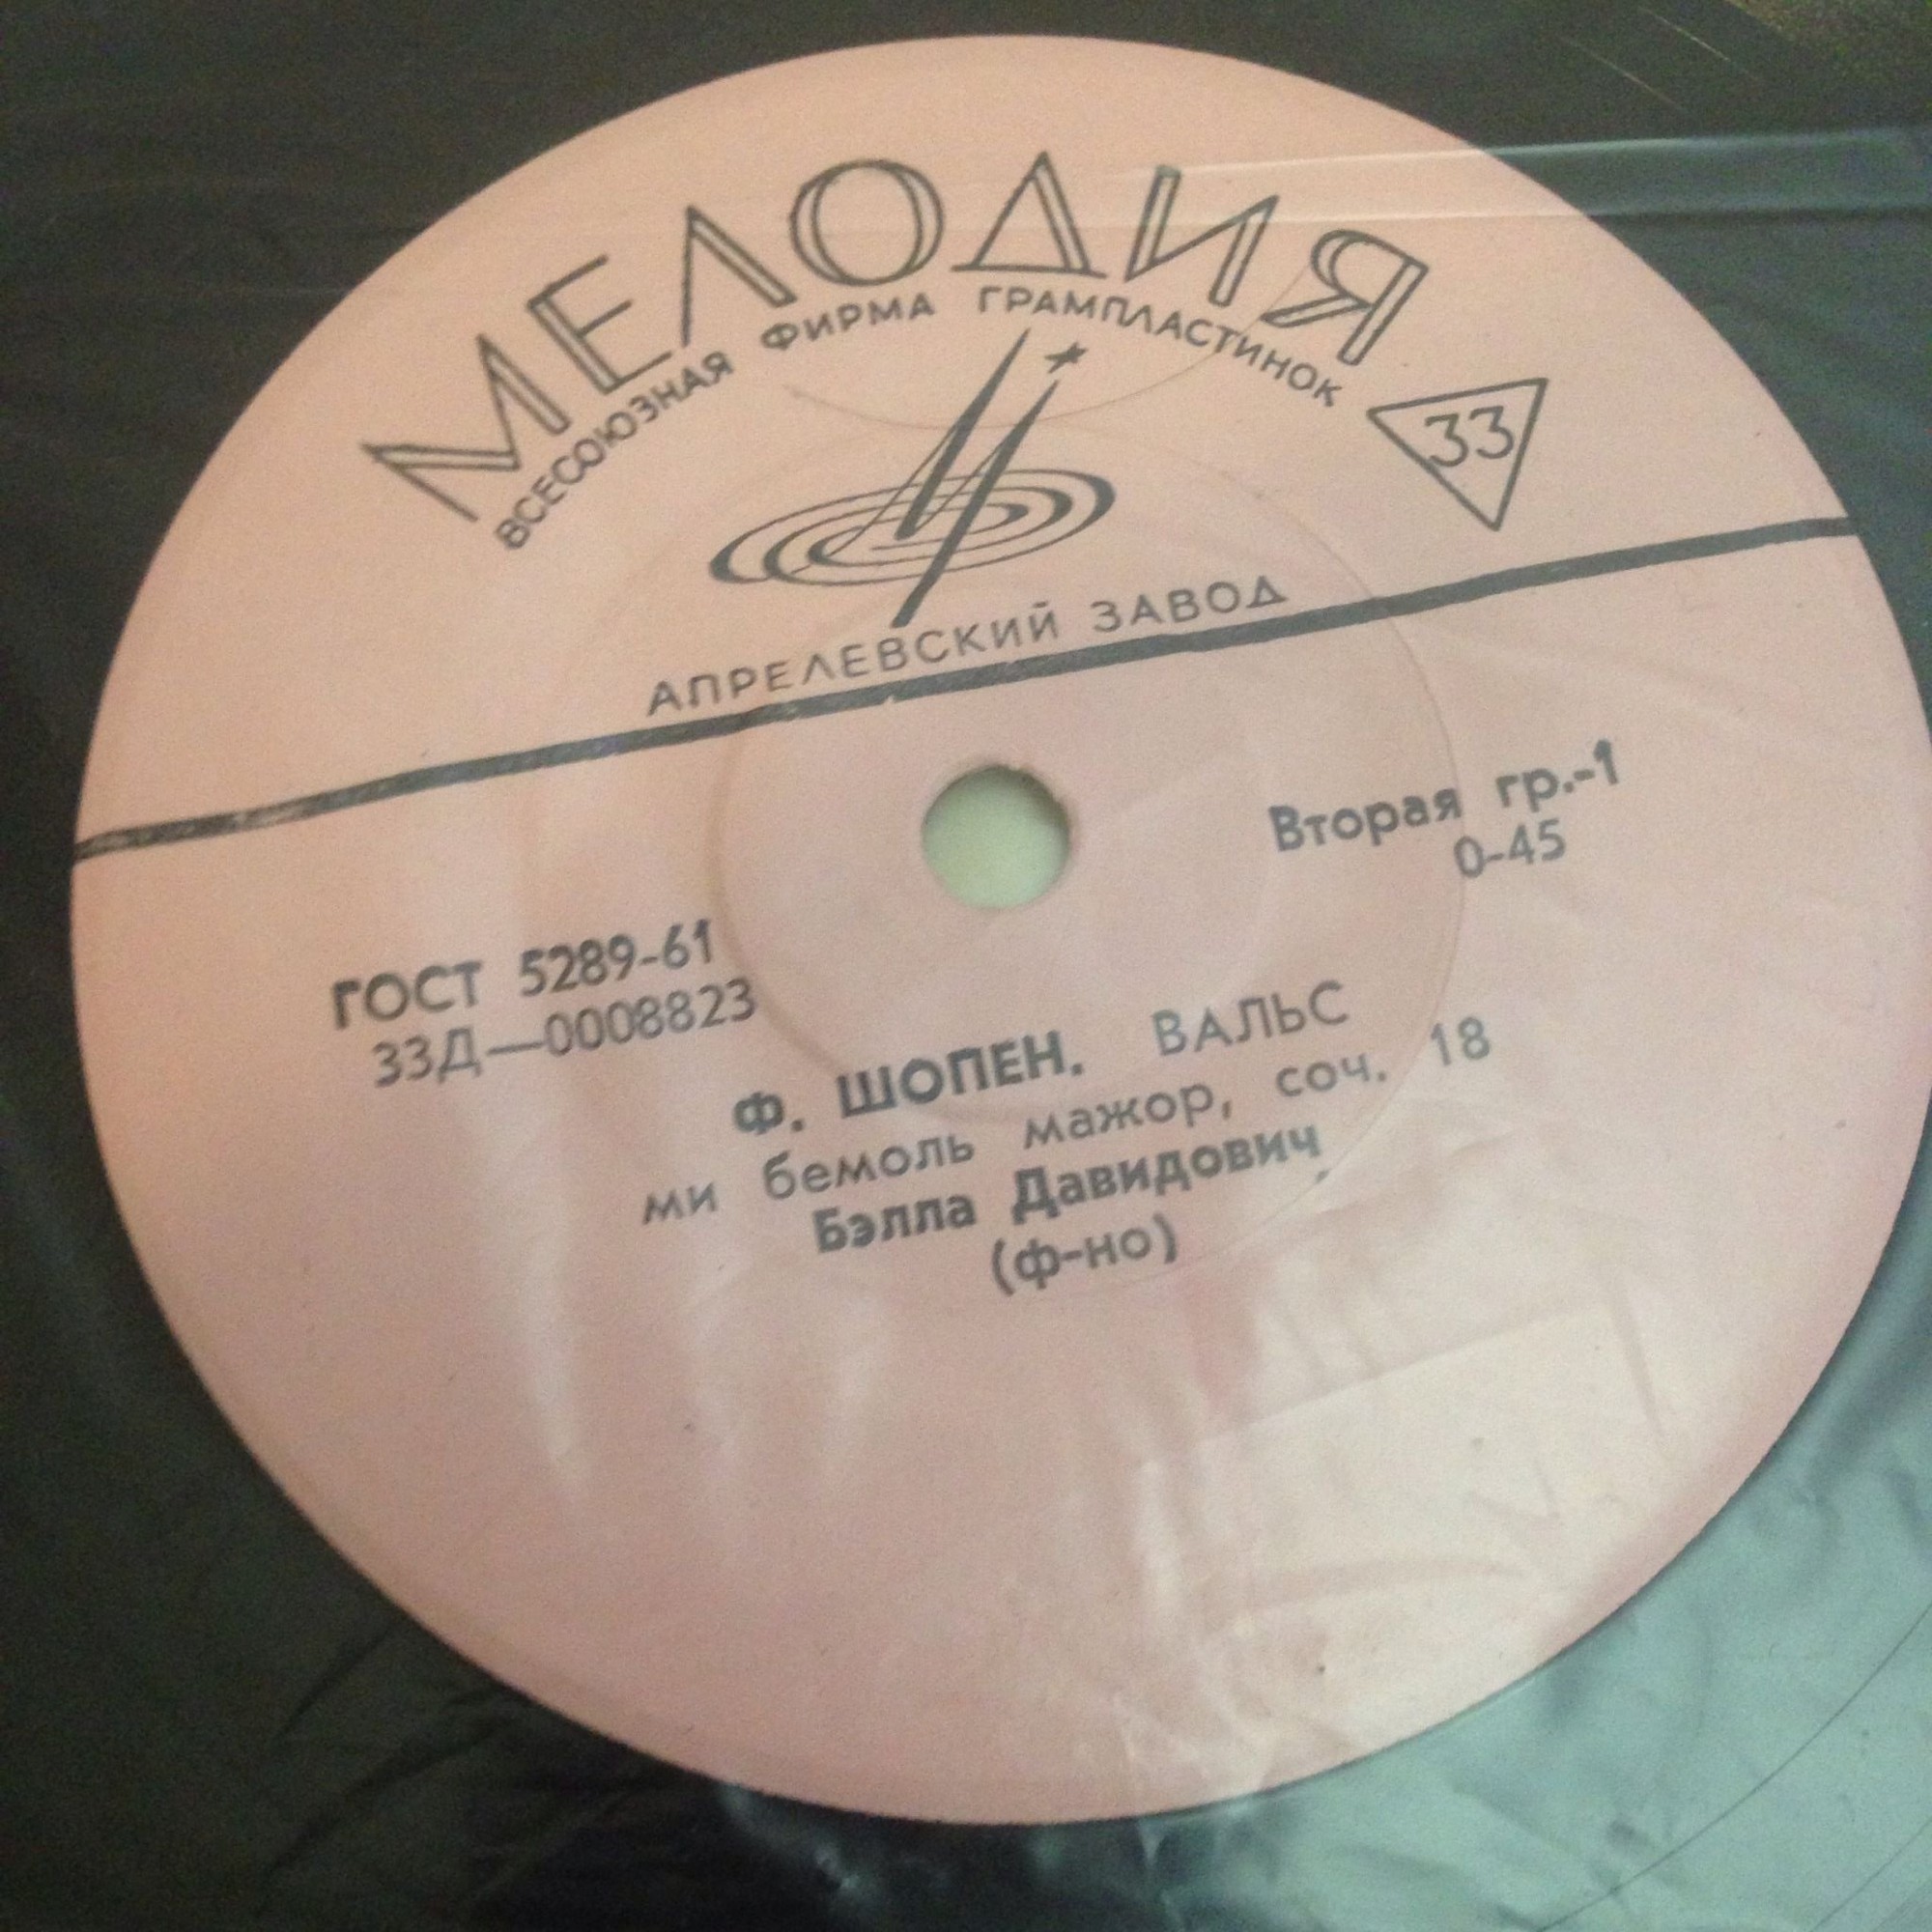 МЕЛОДИЯ
ВСЕСОЮЗНАЯ ФИРМА ГРАМПЛАСТИНОК
33
АПРЕЛЕВСКИЙ ЗАВОД
Вторая гр.-1
0-45
ГОСТ 5289-61
33Д—0008823
Ф. ШОПЕН. ВАЛЬС
ми бемоль мажор, соч. 18
Бэлла Давидович
(ф-но)